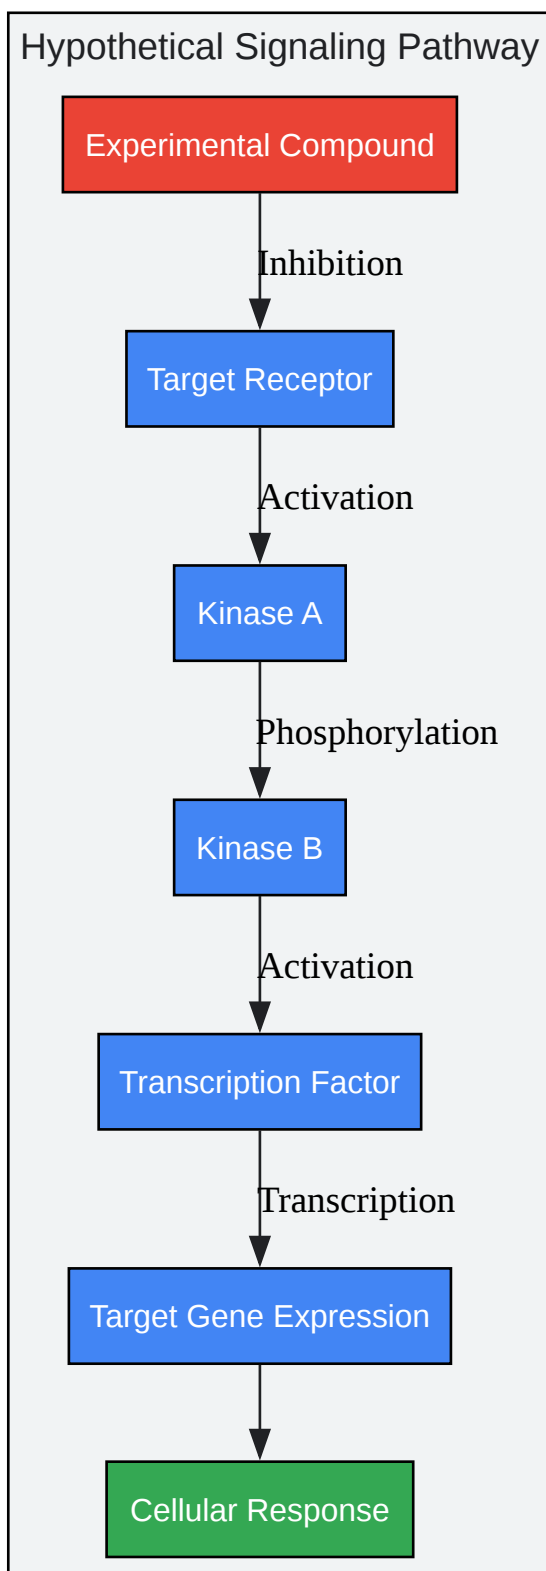 Hypothetical Signaling Pathway
Experimental Compound
Inhibition
Target Receptor
Activation
Kinase A
Phosphorylation
Kinase B
Activation
Transcription Factor
Transcription
Target Gene Expression
Cellular Response